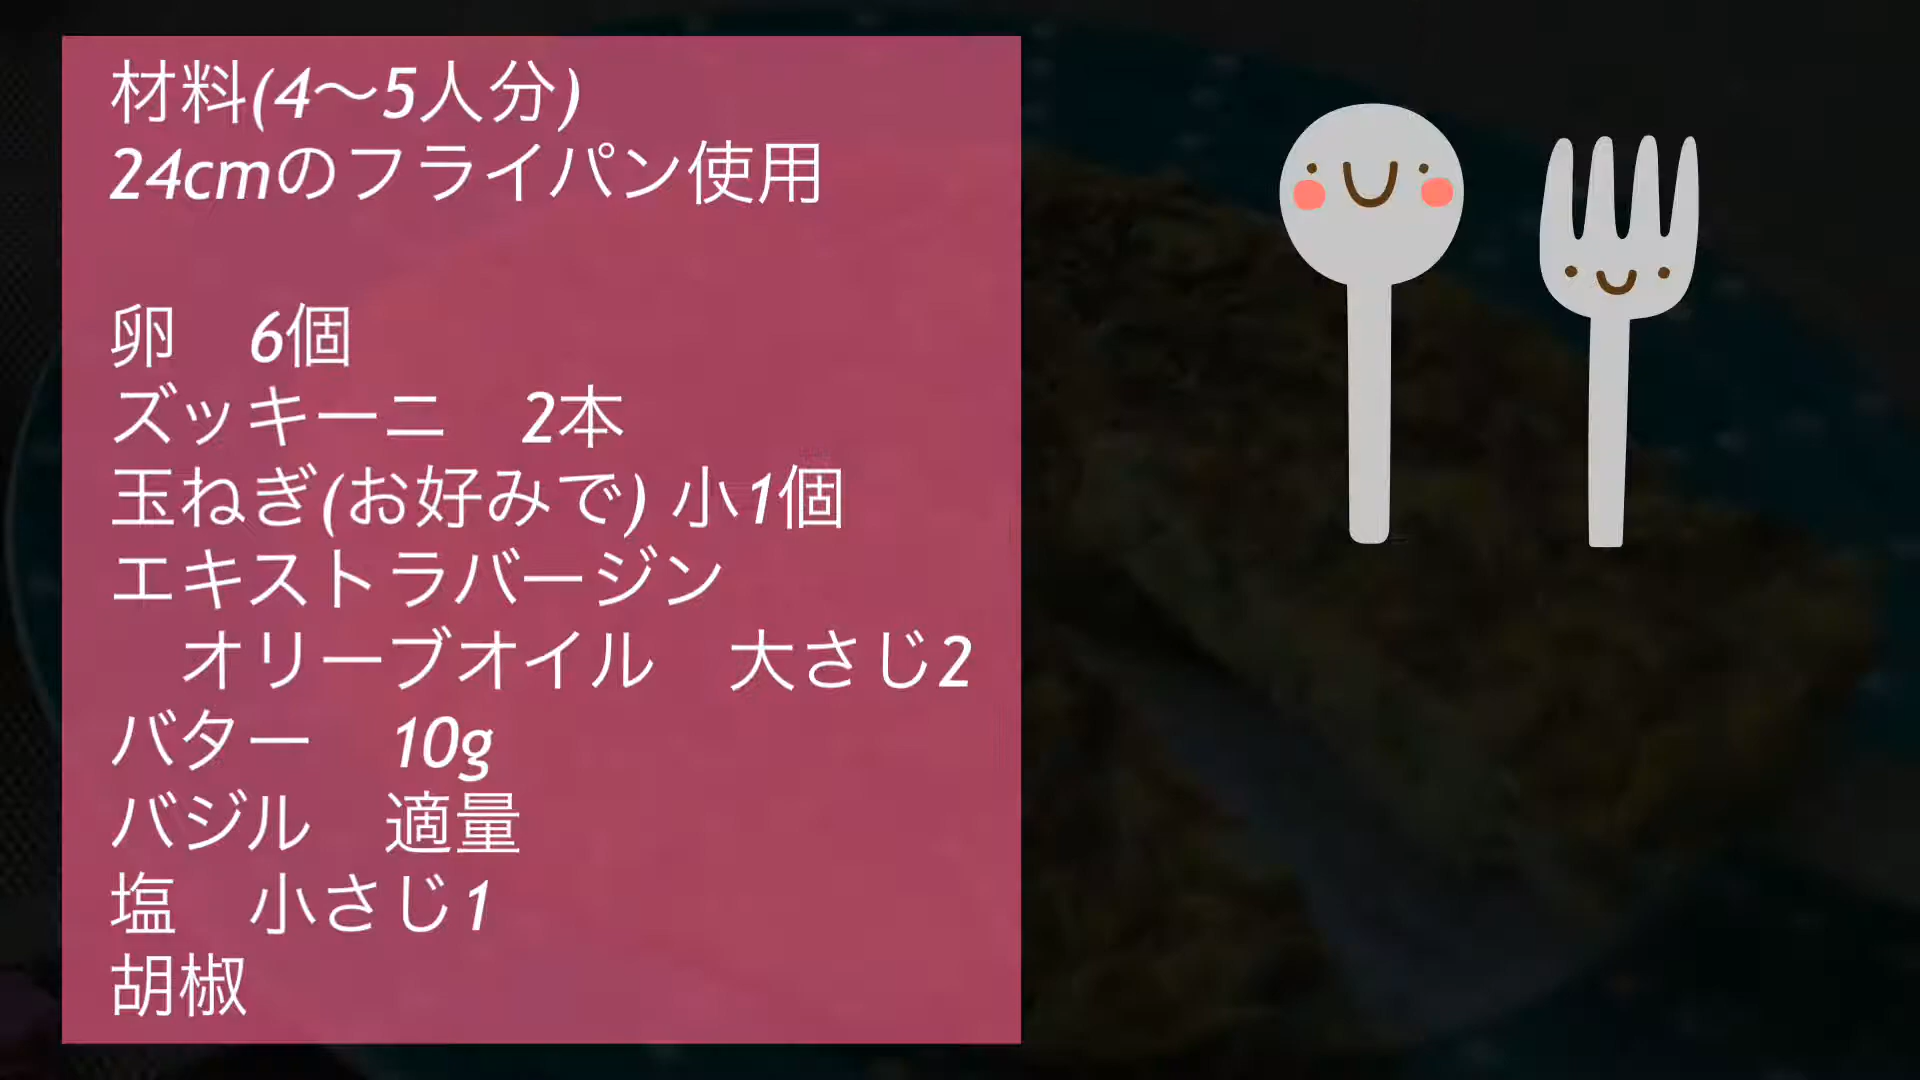 材料(4〜5人分)
24cmのフライパン使用
卵　6個
ズッキーニ　2本
玉ねぎ(お好みで) 小1個
エキストラバージン
　オリーブオイル　大さじ2
バター　10g
バジル　適量
塩　小さじ1
胡椒